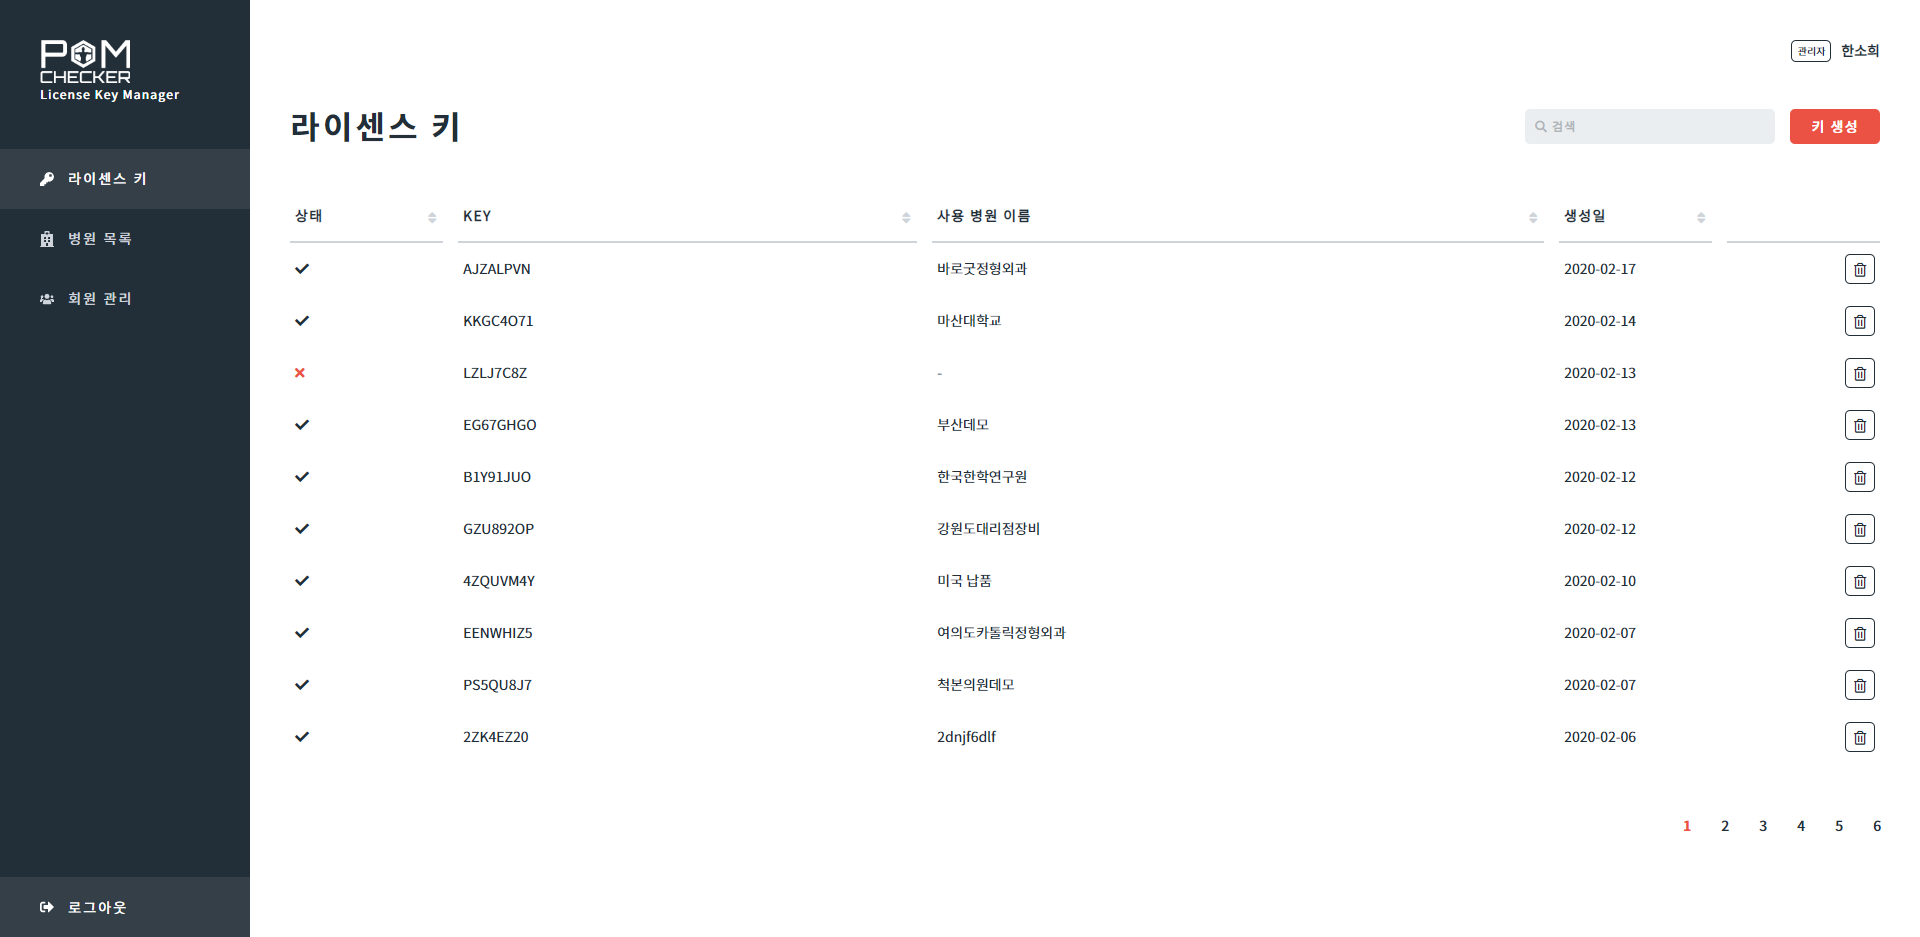 POM
CHECKER
License Key Manager
라이센스 키
병원 목록
회원 관리
로그아웃
관리자 한소희
라이센스 키
검색
키 생성
상태 KEY 사용 병원 이름 생성일
AJZALPVN 바로굿정형외과 2020-02-17
KKGC4O71 마산대학교 2020-02-14
LZLJ7C8Z - 2020-02-13
EG67GHGO 부산데모 2020-02-13
B1Y91JUO 한국한학연구원 2020-02-12
GZU892OP 강원도대리점장비 2020-02-12
4ZQUVM4Y 미국 납품 2020-02-10
EENWHIZ5 여의도카톨릭정형외과 2020-02-07
PS5QU8J7 척본의원데모 2020-02-07
2ZK4EZ20 2dnjf6dlf 2020-02-06
1 2 3 4 5 6